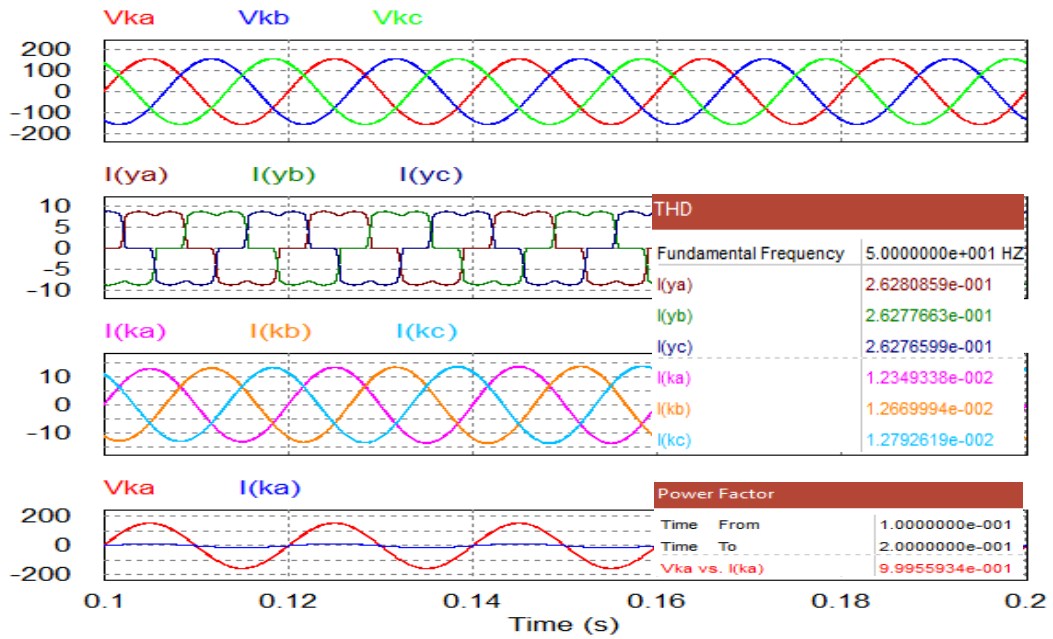 Vka Vkb Vkc
200
100
0
-100
-200
I(ya) I(yb) I(yc)
10
5
0
-5
-10
THD
Fundamental Frequency 5.0000000e+001 HZ
I(ya) 2.6280859e-001
I(yb) 2.6277663e-001
I(yc) 2.6276599e-001
I(ka) 1.2349338e-002
I(kb) 1.2669994e-002
I(kc) 1.2792619e-002
I(ka) I(kb) I(kc)
10
0
-10
Vka I(ka)
200
0
-200
Power Factor
Time From 1.0000000e-001
Time To 2.0000000e-001
Vka vs. I(ka) 9.9955934e-001
0.1 0.12 0.14 0.16 0.18 0.2
Time (s)